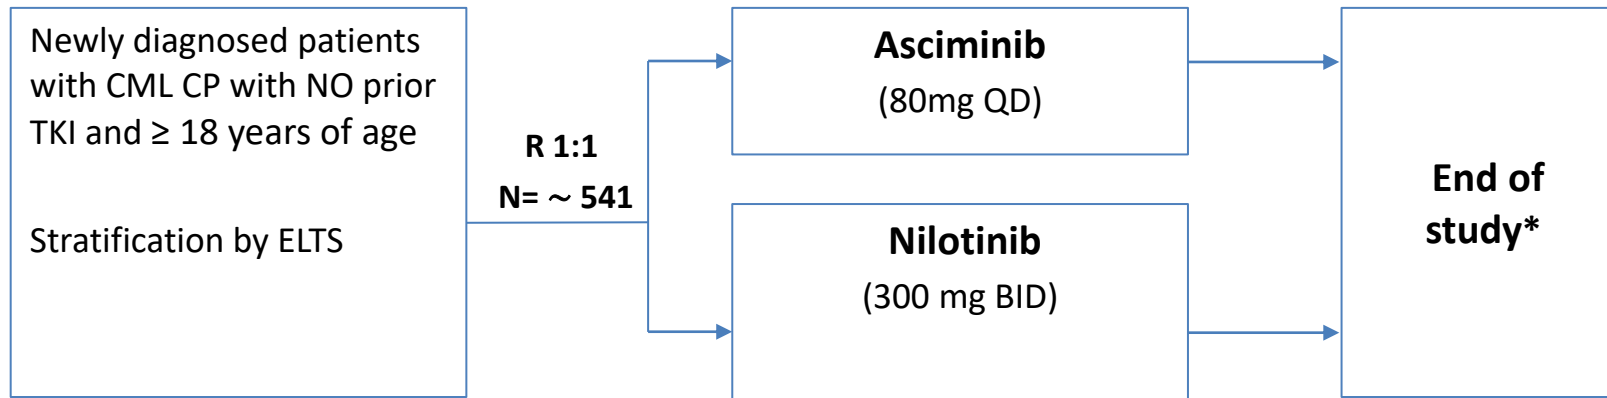 Newly diagnosed patients
with CML CP with NO prior
TKI and ≥ 18 years of age
Stratification by ELTS
R 1:1
N= ~ 541
Asciminib
(80mg QD)
Nilotinib
(300 mg BID)
End of
study*